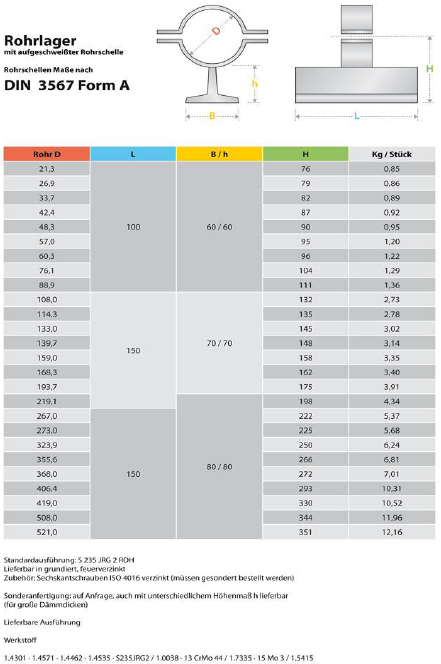 Rohrlager
mit aufgeschweißter Rohrschelle
Rohrschellen Maße nach
DIN 3567 Form A
D
h
B
H
L
Rohr D L B / h H Kg / Stück
21,3 76 0,85
26,9 79 0,86
33,7 82 0,89
42,4 87 0,92
48,3 100 60 / 60 90 0,95
57,0 95 1,20
60,3 96 1,22
76,1 104 1,29
88,9 111 1,36
108,0 132 2,73
114,3 135 2,78
133,0 145 3,02
139,7 150 70 / 70 148 3,14
159,0 158 3,35
168,3 162 3,40
193,7 175 3,91
219,1 198 4,34
267,0 222 5,37
273,0 225 5,68
323,9 250 6,24
355,6 266 6,81
368,0 150 80 / 80 272 7,01
406,4 293 10,31
419,0 330 10,52
508,0 344 11,96
521,0 351 12,16
Standardausführung: S 235 JRG 2 ROH
Lieferbar in grundiert, feuerverzinkt
Zubehör: Sechskantschrauben ISO 4016 verzinkt (müssen gesondert bestellt werden)
Sonderanfertigung: auf Anfrage, auch mit unterschiedlichem Höhenmaß h lieferbar
(für große Dämmdicken)
Lieferbare Ausführung
Werkstoff
1.4301 · 1.4571 · 1.4462 · 1.4535 · S235JRG2 / 1.0038 · 13 CrMo 44 / 1.7335 · 15 Mo 3 / 1.5415